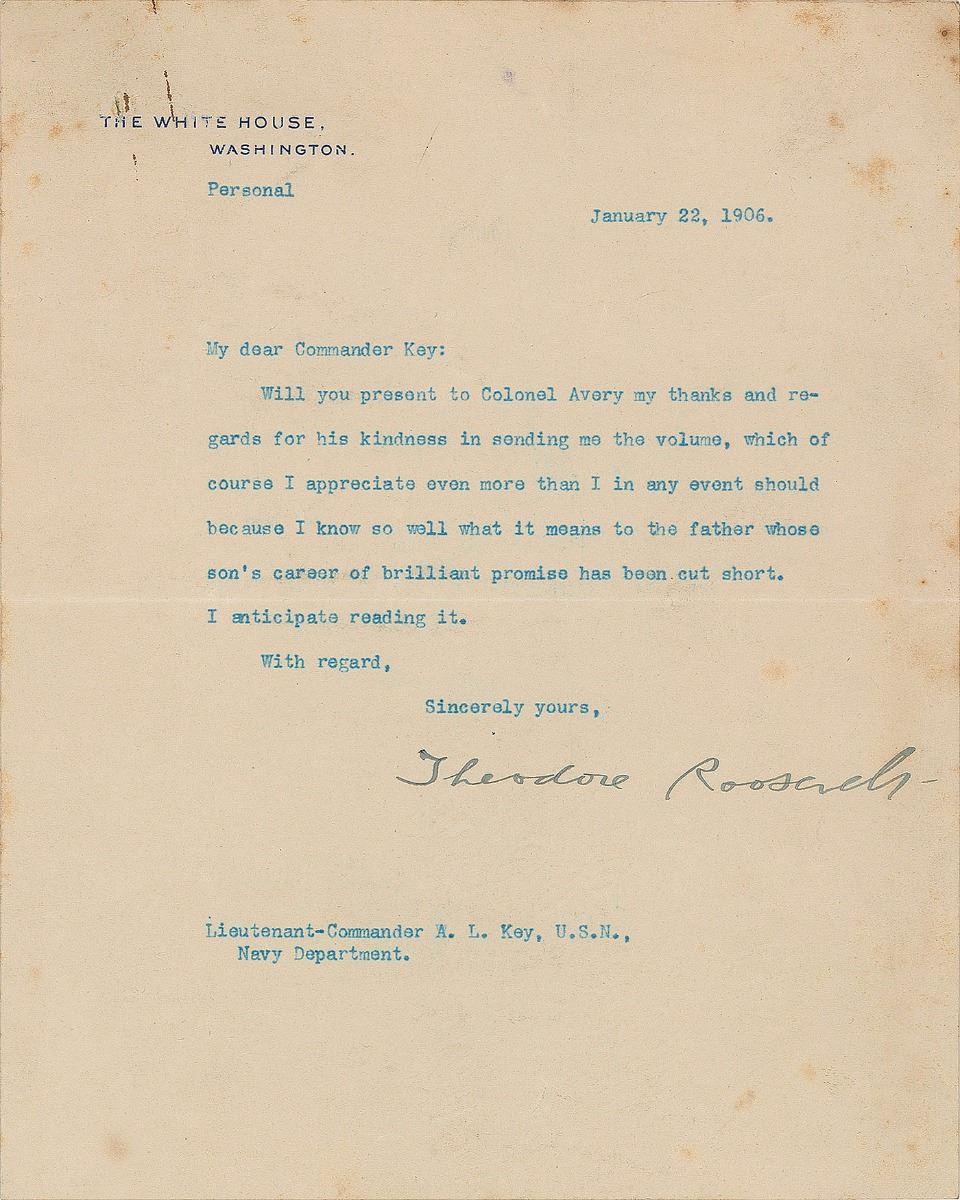 THE WHITE HOUSE,
WASHINGTON.
Personal
January 22, 1906.
My dear Commander Key:
Will you present to Colonel Avery my thanks and re-
gards for his kindness in sending me the volume, which of
course I appreciate even more than I in any event should
because I know so well what it means to the father whose
son's career of brilliant promise has been cut short.
I anticipate reading it.
With regard,
Sincerely yours,
Theodore Roosevelt
Lieutenant-Commander A. L. Key, U.S.N.,
Navy Department.